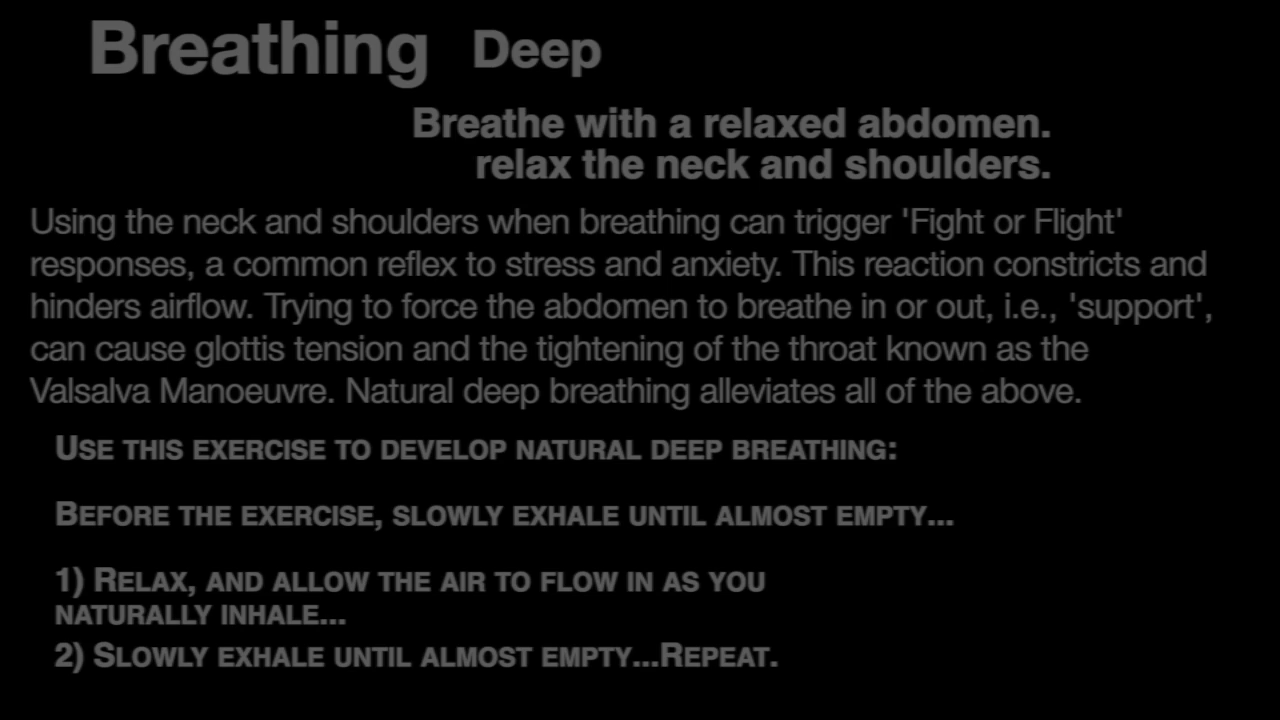 Breathing Deep
Breathe with a relaxed abdomen.
relax the neck and shoulders.
Using the neck and shoulders when breathing can trigger 'Fight or Flight'
responses, a common reflex to stress and anxiety. This reaction constricts and
hinders airflow. Trying to force the abdomen to breathe in or out, i.e., 'support',
can cause glottis tension and the tightening of the throat known as the
Valsalva Manoeuvre. Natural deep breathing alleviates all of the above.
USE THIS EXERCISE TO DEVELOP NATURAL DEEP BREATHING:
BEFORE THE EXERCISE, SLOWLY EXHALE UNTIL ALMOST EMPTY...
1) RELAX, AND ALLOW THE AIR TO FLOW IN AS YOU
NATURALLY INHALE...
2) SLOWLY EXHALE UNTIL ALMOST EMPTY...REPEAT.